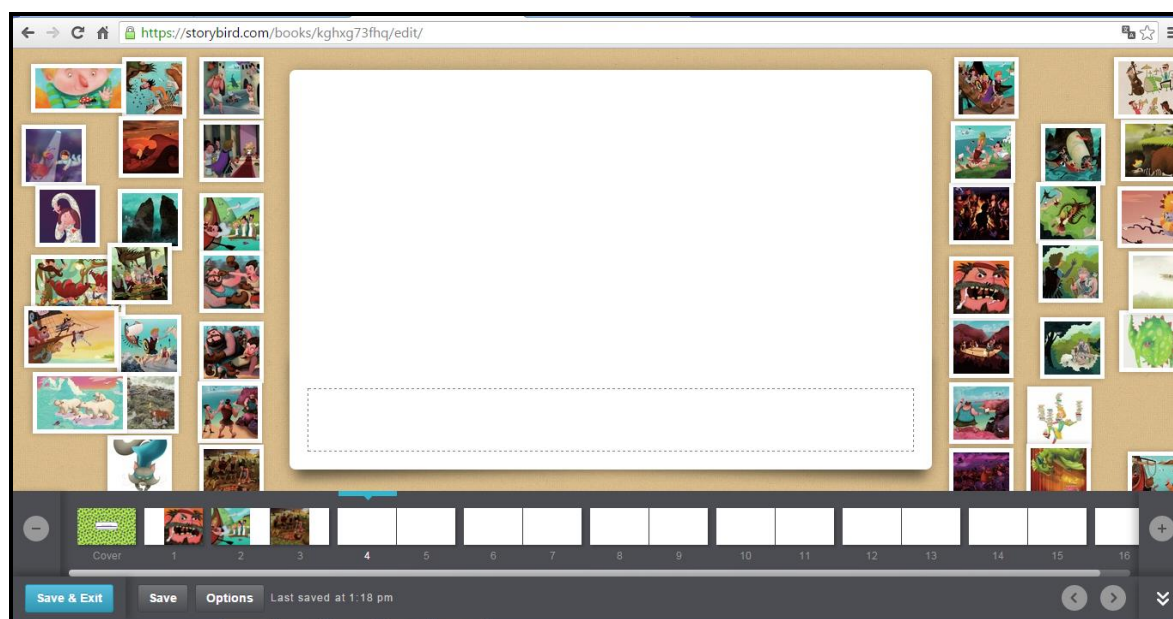 https://storybird.com/books/kghxg73fhq/edit/
Cover 1 2 3 4 5 6 7 8 9 10 11 12 13 14 15 16
Save & Exit Save Options Last saved at 1:18 pm